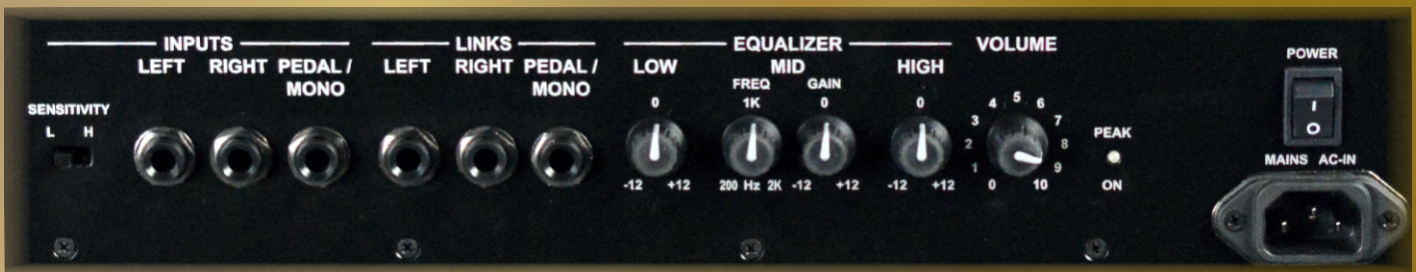 INPUTS
LEFT RIGHT PEDAL / MONO
LINKS
LEFT RIGHT PEDAL / MONO
EQUALIZER
LOW MID HIGH
FREQ GAIN
0 1K 0 0
-12 +12 200 Hz 2K -12 +12 -12 +12
VOLUME
0 1 2 3 4 5 6 7 8 9 10
SENSITIVITY
L H
PEAK
ON
POWER
I
O
MAINS AC-IN